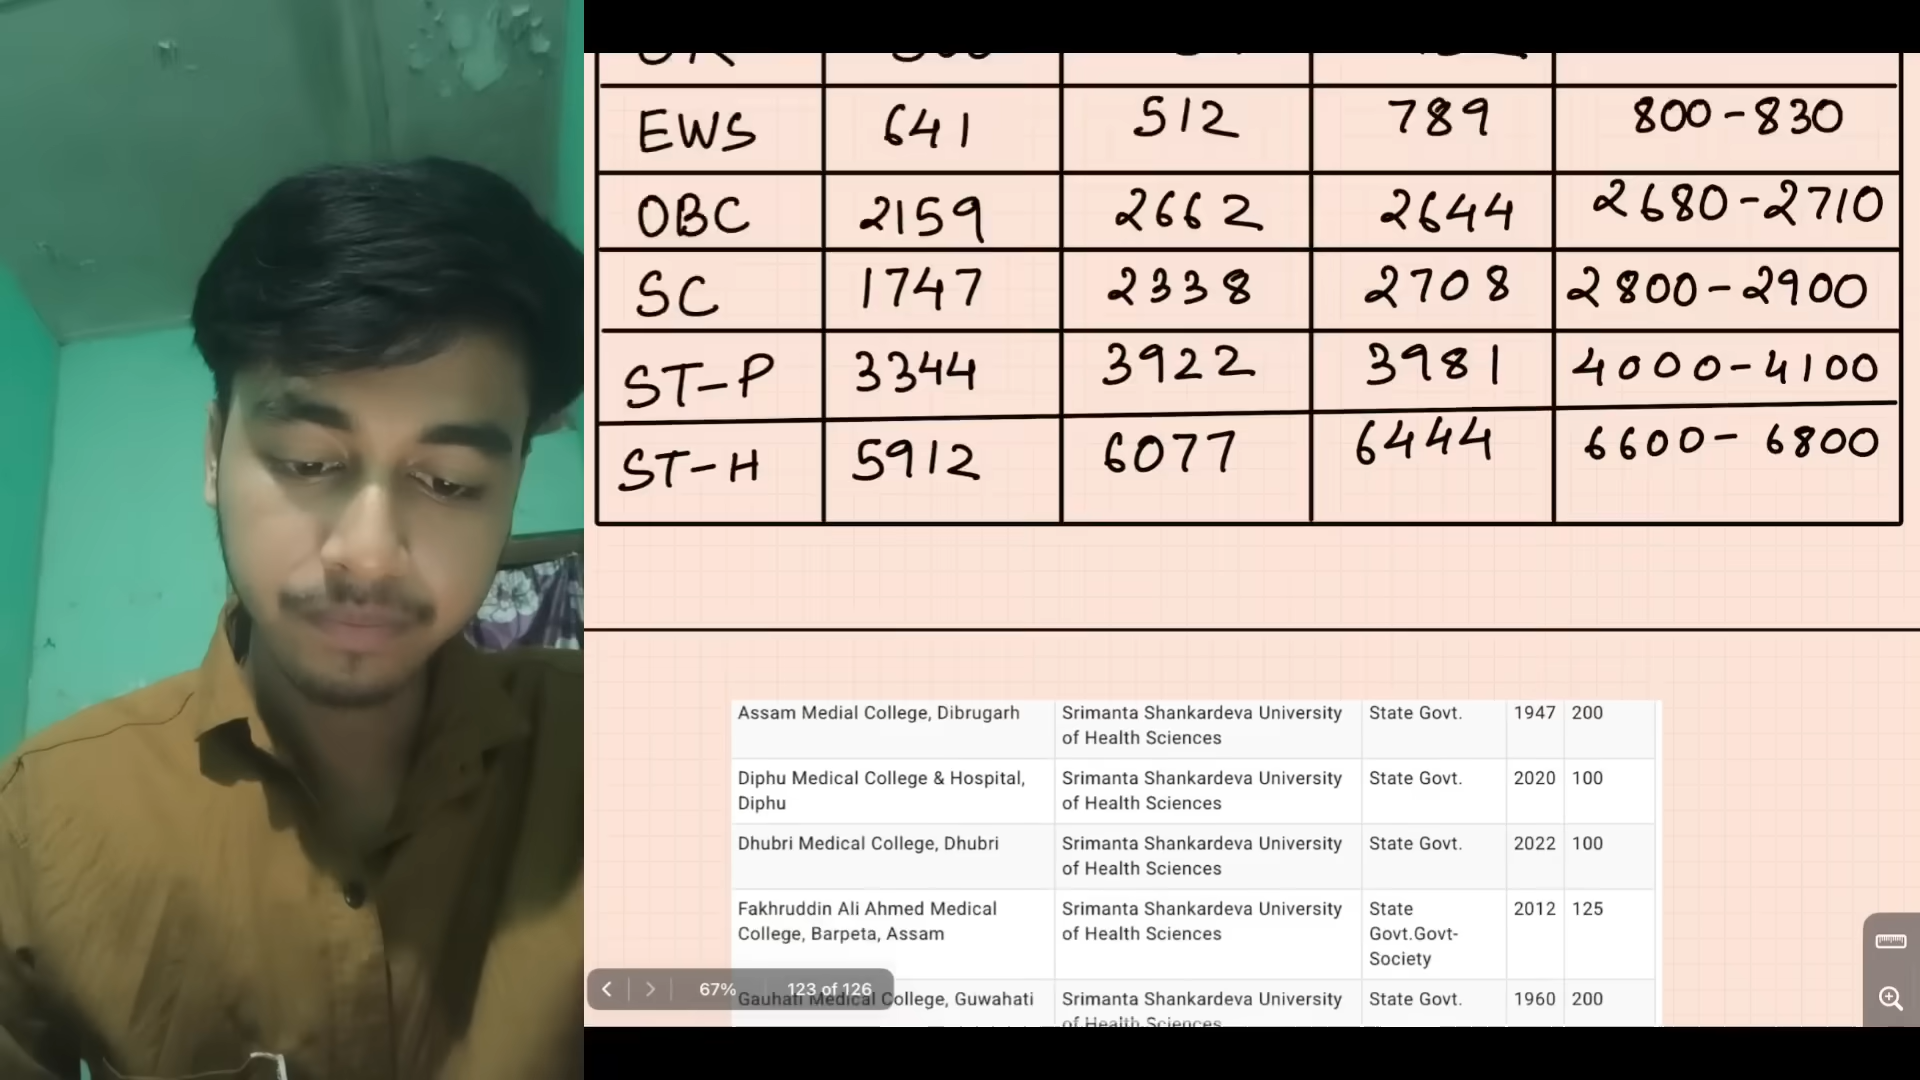 EWS 641 512 789 800-830
OBC 2159 2662 2644 2680-2710
SC 1747 2338 2708 2800-2900
ST-P 3344 3922 3981 4000-4100
ST-H 5912 6077 6444 6600-6800
Assam Medial College, Dibrugarh Srimanta Shankardeva University State Govt. 1947 200
of Health Sciences
Diphu Medical College & Hospital, Srimanta Shankardeva University State Govt. 2020 100
Diphu of Health Sciences
Dhubri Medical College, Dhubri Srimanta Shankardeva University State Govt. 2022 100
of Health Sciences
Fakhruddin Ali Ahmed Medical Srimanta Shankardeva University State 2012 125
College, Barpeta, Assam of Health Sciences Govt.Govt-
Society
67% 123 of 126
Gauhati Medical College, Guwahati Srimanta Shankardeva University State Govt. 1960 200
of Health Sciences